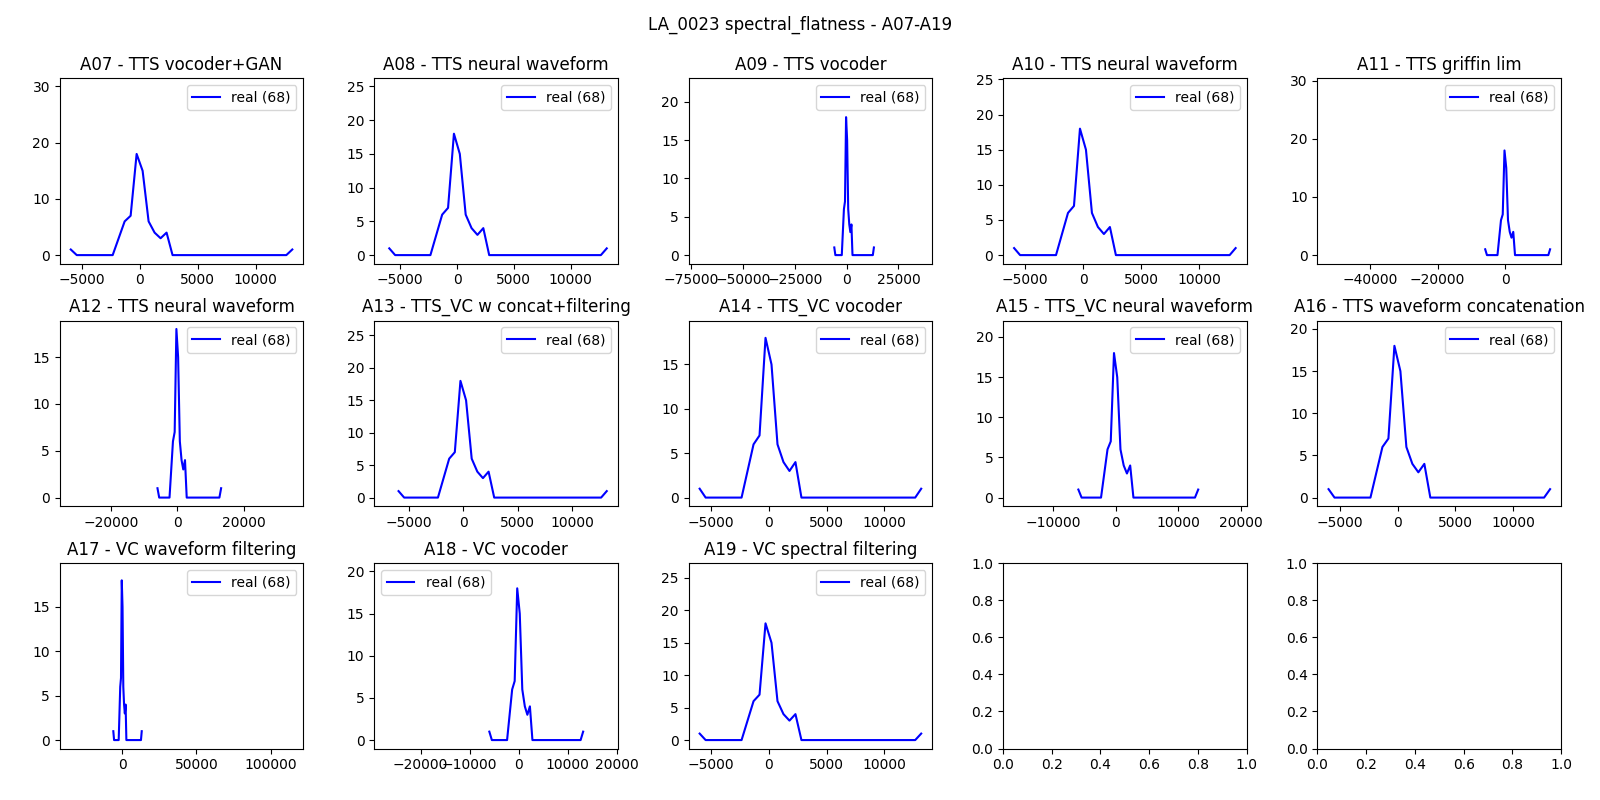 LA_0023 spectral_flatness - A07-A19
A07 - TTS vocoder+GAN
real (68)
30
20
10
0
−5000 0 5000 10000
A08 - TTS neural waveform
real (68)
25
20
15
10
5
0
−5000 0 5000 10000
A09 - TTS vocoder
real (68)
20
15
10
5
0
−75000 −50000 −25000 0 25000
A10 - TTS neural waveform
real (68)
25
20
15
10
5
0
−5000 0 5000 10000
A11 - TTS griffin lim
real (68)
30
20
10
0
−40000 −20000 0
A12 - TTS neural waveform
real (68)
15
10
5
0
−20000 0 20000
A13 - TTS_VC w concat+filtering
real (68)
25
20
15
10
5
0
−5000 0 5000 10000
A14 - TTS_VC vocoder
real (68)
15
10
5
0
−5000 0 5000 10000
A15 - TTS_VC neural waveform
real (68)
20
15
10
5
0
−10000 0 10000 20000
A16 - TTS waveform concatenation
real (68)
20
15
10
5
0
−5000 0 5000 10000
A17 - VC waveform filtering
real (68)
15
10
5
0
0 50000 100000
A18 - VC vocoder
real (68)
20
15
10
5
0
−20000 −10000 0 10000 20000
A19 - VC spectral filtering
real (68)
25
20
15
10
5
0
−5000 0 5000 10000
1.0
0.8
0.6
0.4
0.2
0.0
0.0 0.2 0.4 0.6 0.8 1.0
1.0
0.8
0.6
0.4
0.2
0.0
0.0 0.2 0.4 0.6 0.8 1.0